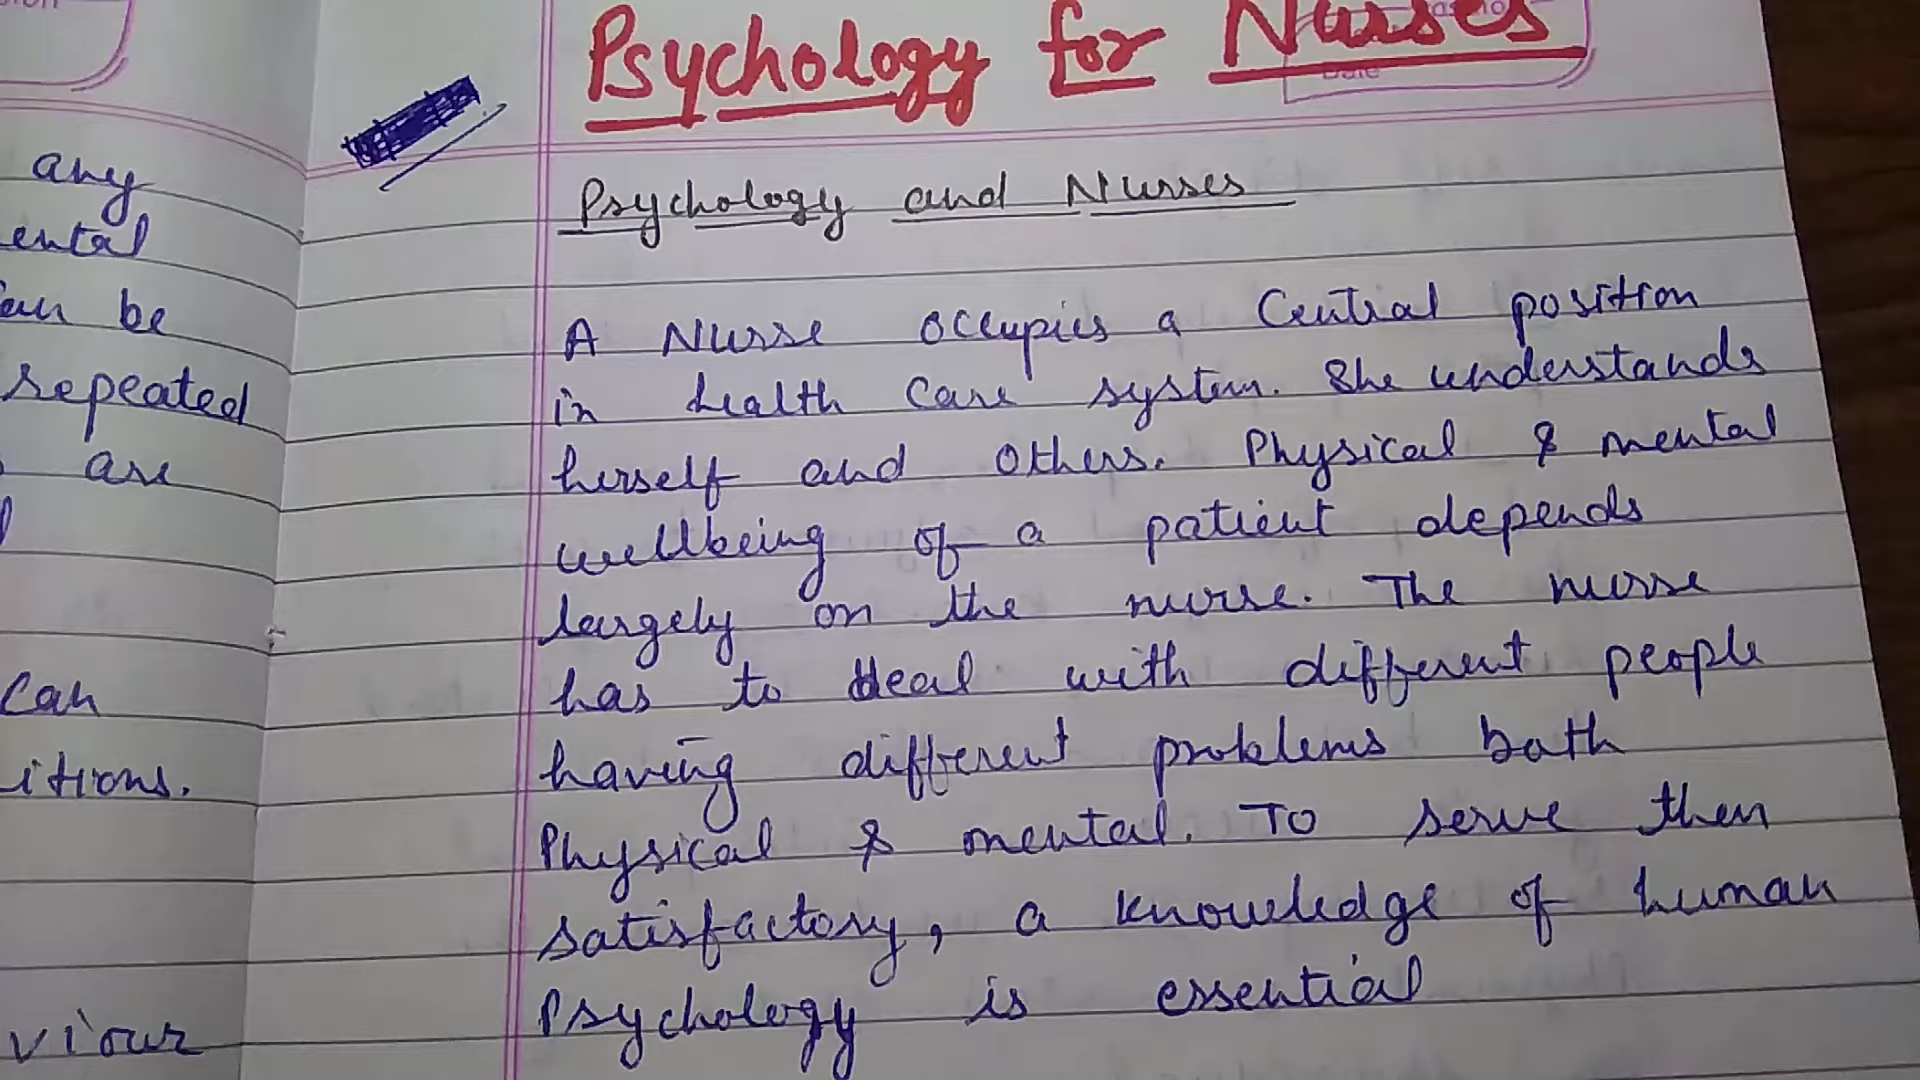 Psychology for Nurses
Date
any
ental
be
repeated
are
can
itions.
viour
Psychology and Nurses
A Nurse occupies a Central position
in health Care system. She understands
herself and others. Physical & mental
wellbeing of a patient depends
largely on the nurse. The nurse
has to deal with different people
having different problems both
Physical & mental. To serve them
satisfactory, a knowledge of human
Psychology is essential